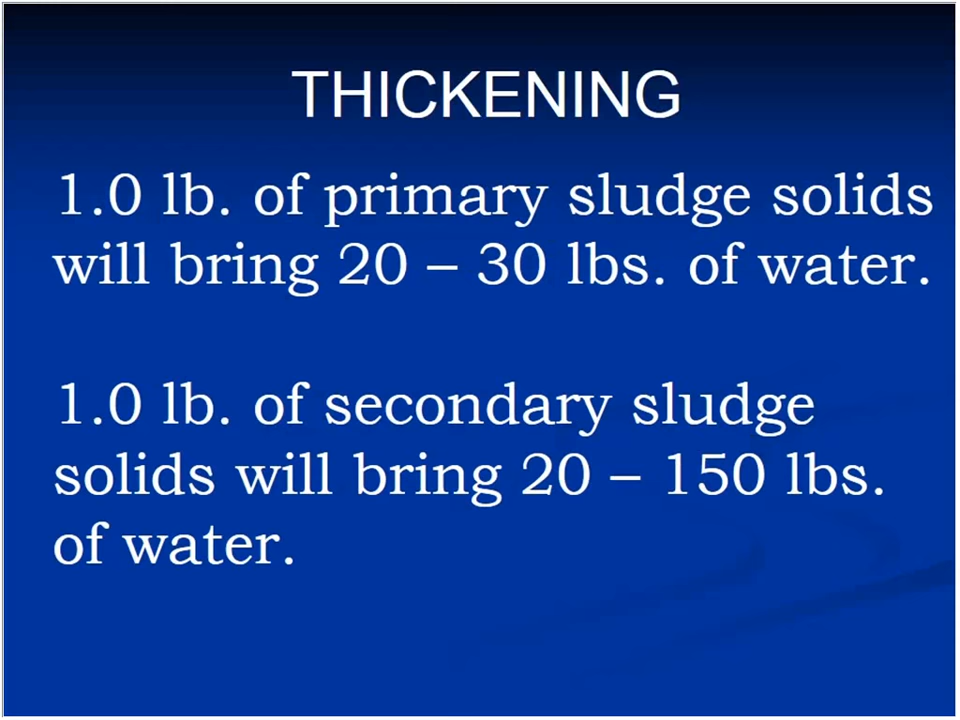 THICKENING
1.0 lb. of primary sludge solids
will bring 20 – 30 lbs. of water.
1.0 lb. of secondary sludge
solids will bring 20 – 150 lbs.
of water.